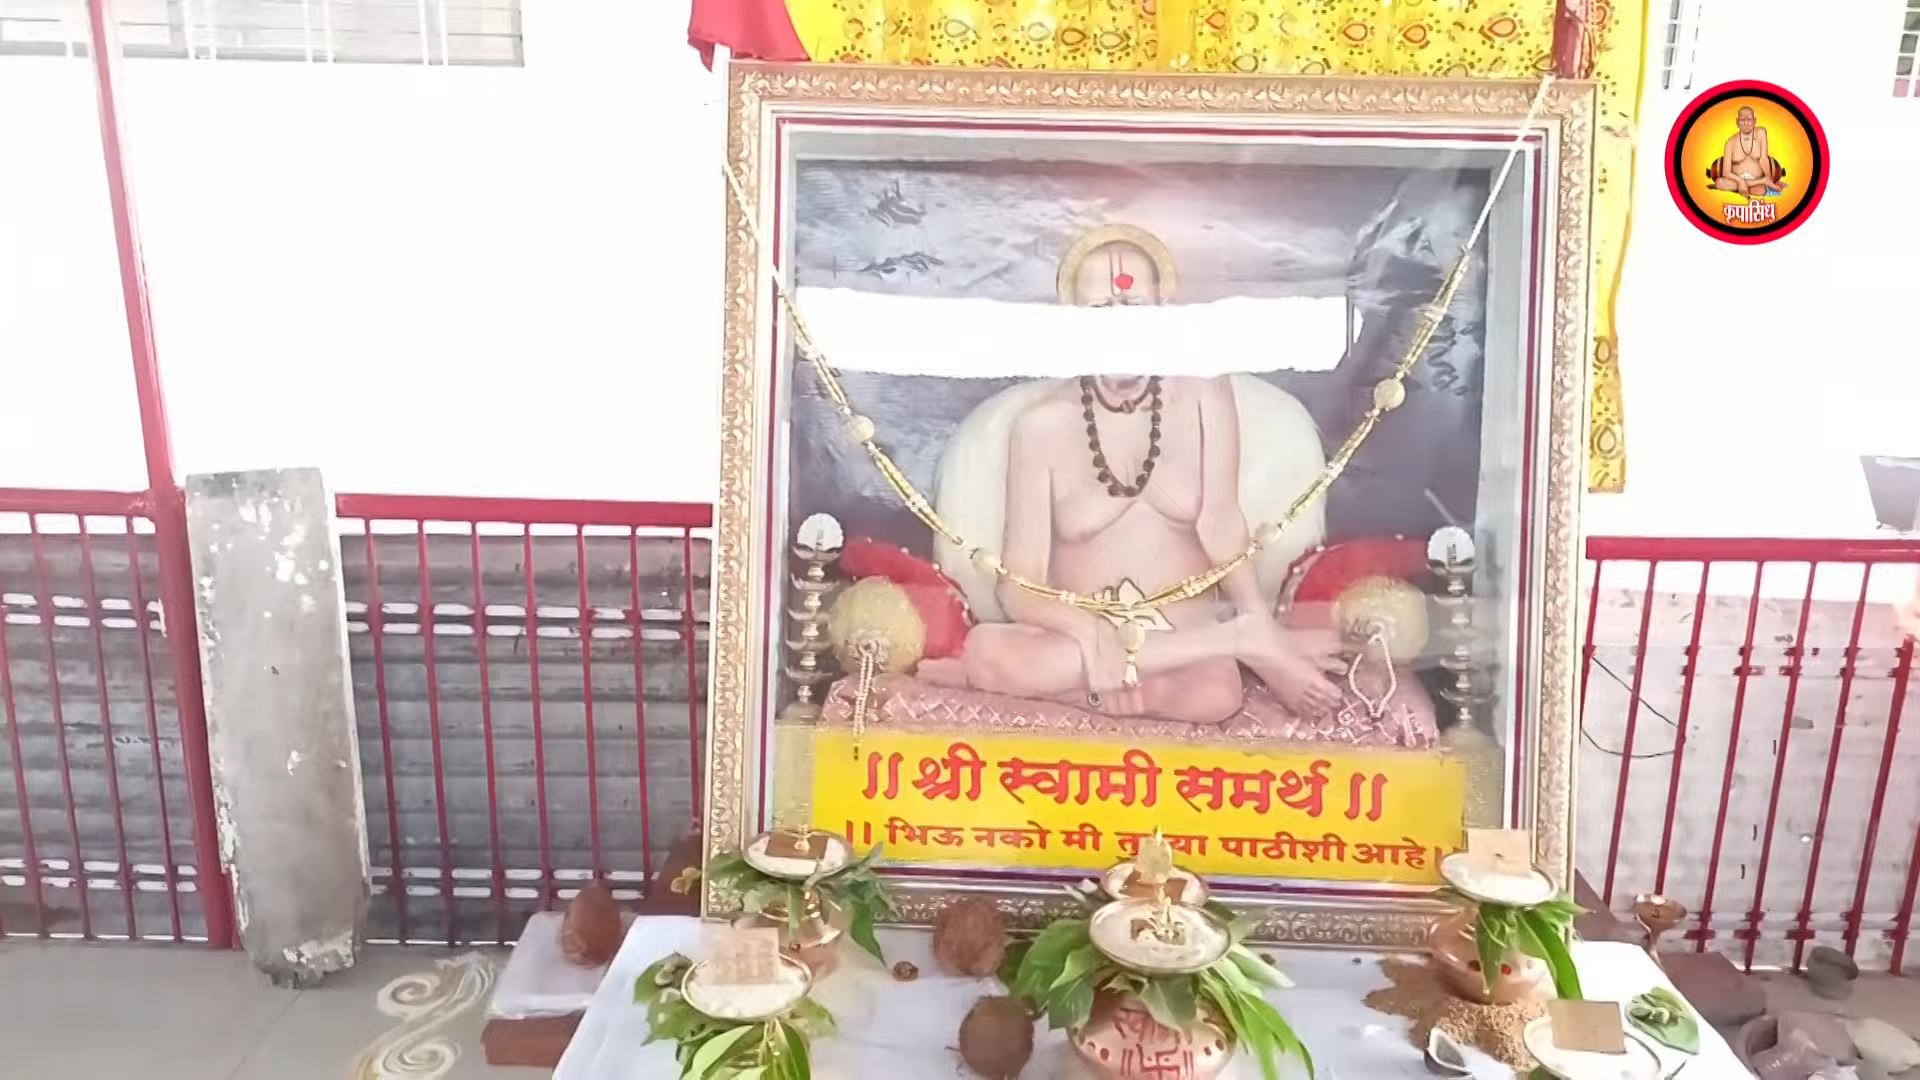 कृपासिंधु
॥ श्री स्वामी समर्थ ॥
॥ भिऊ नको मी पाठीशी आहे